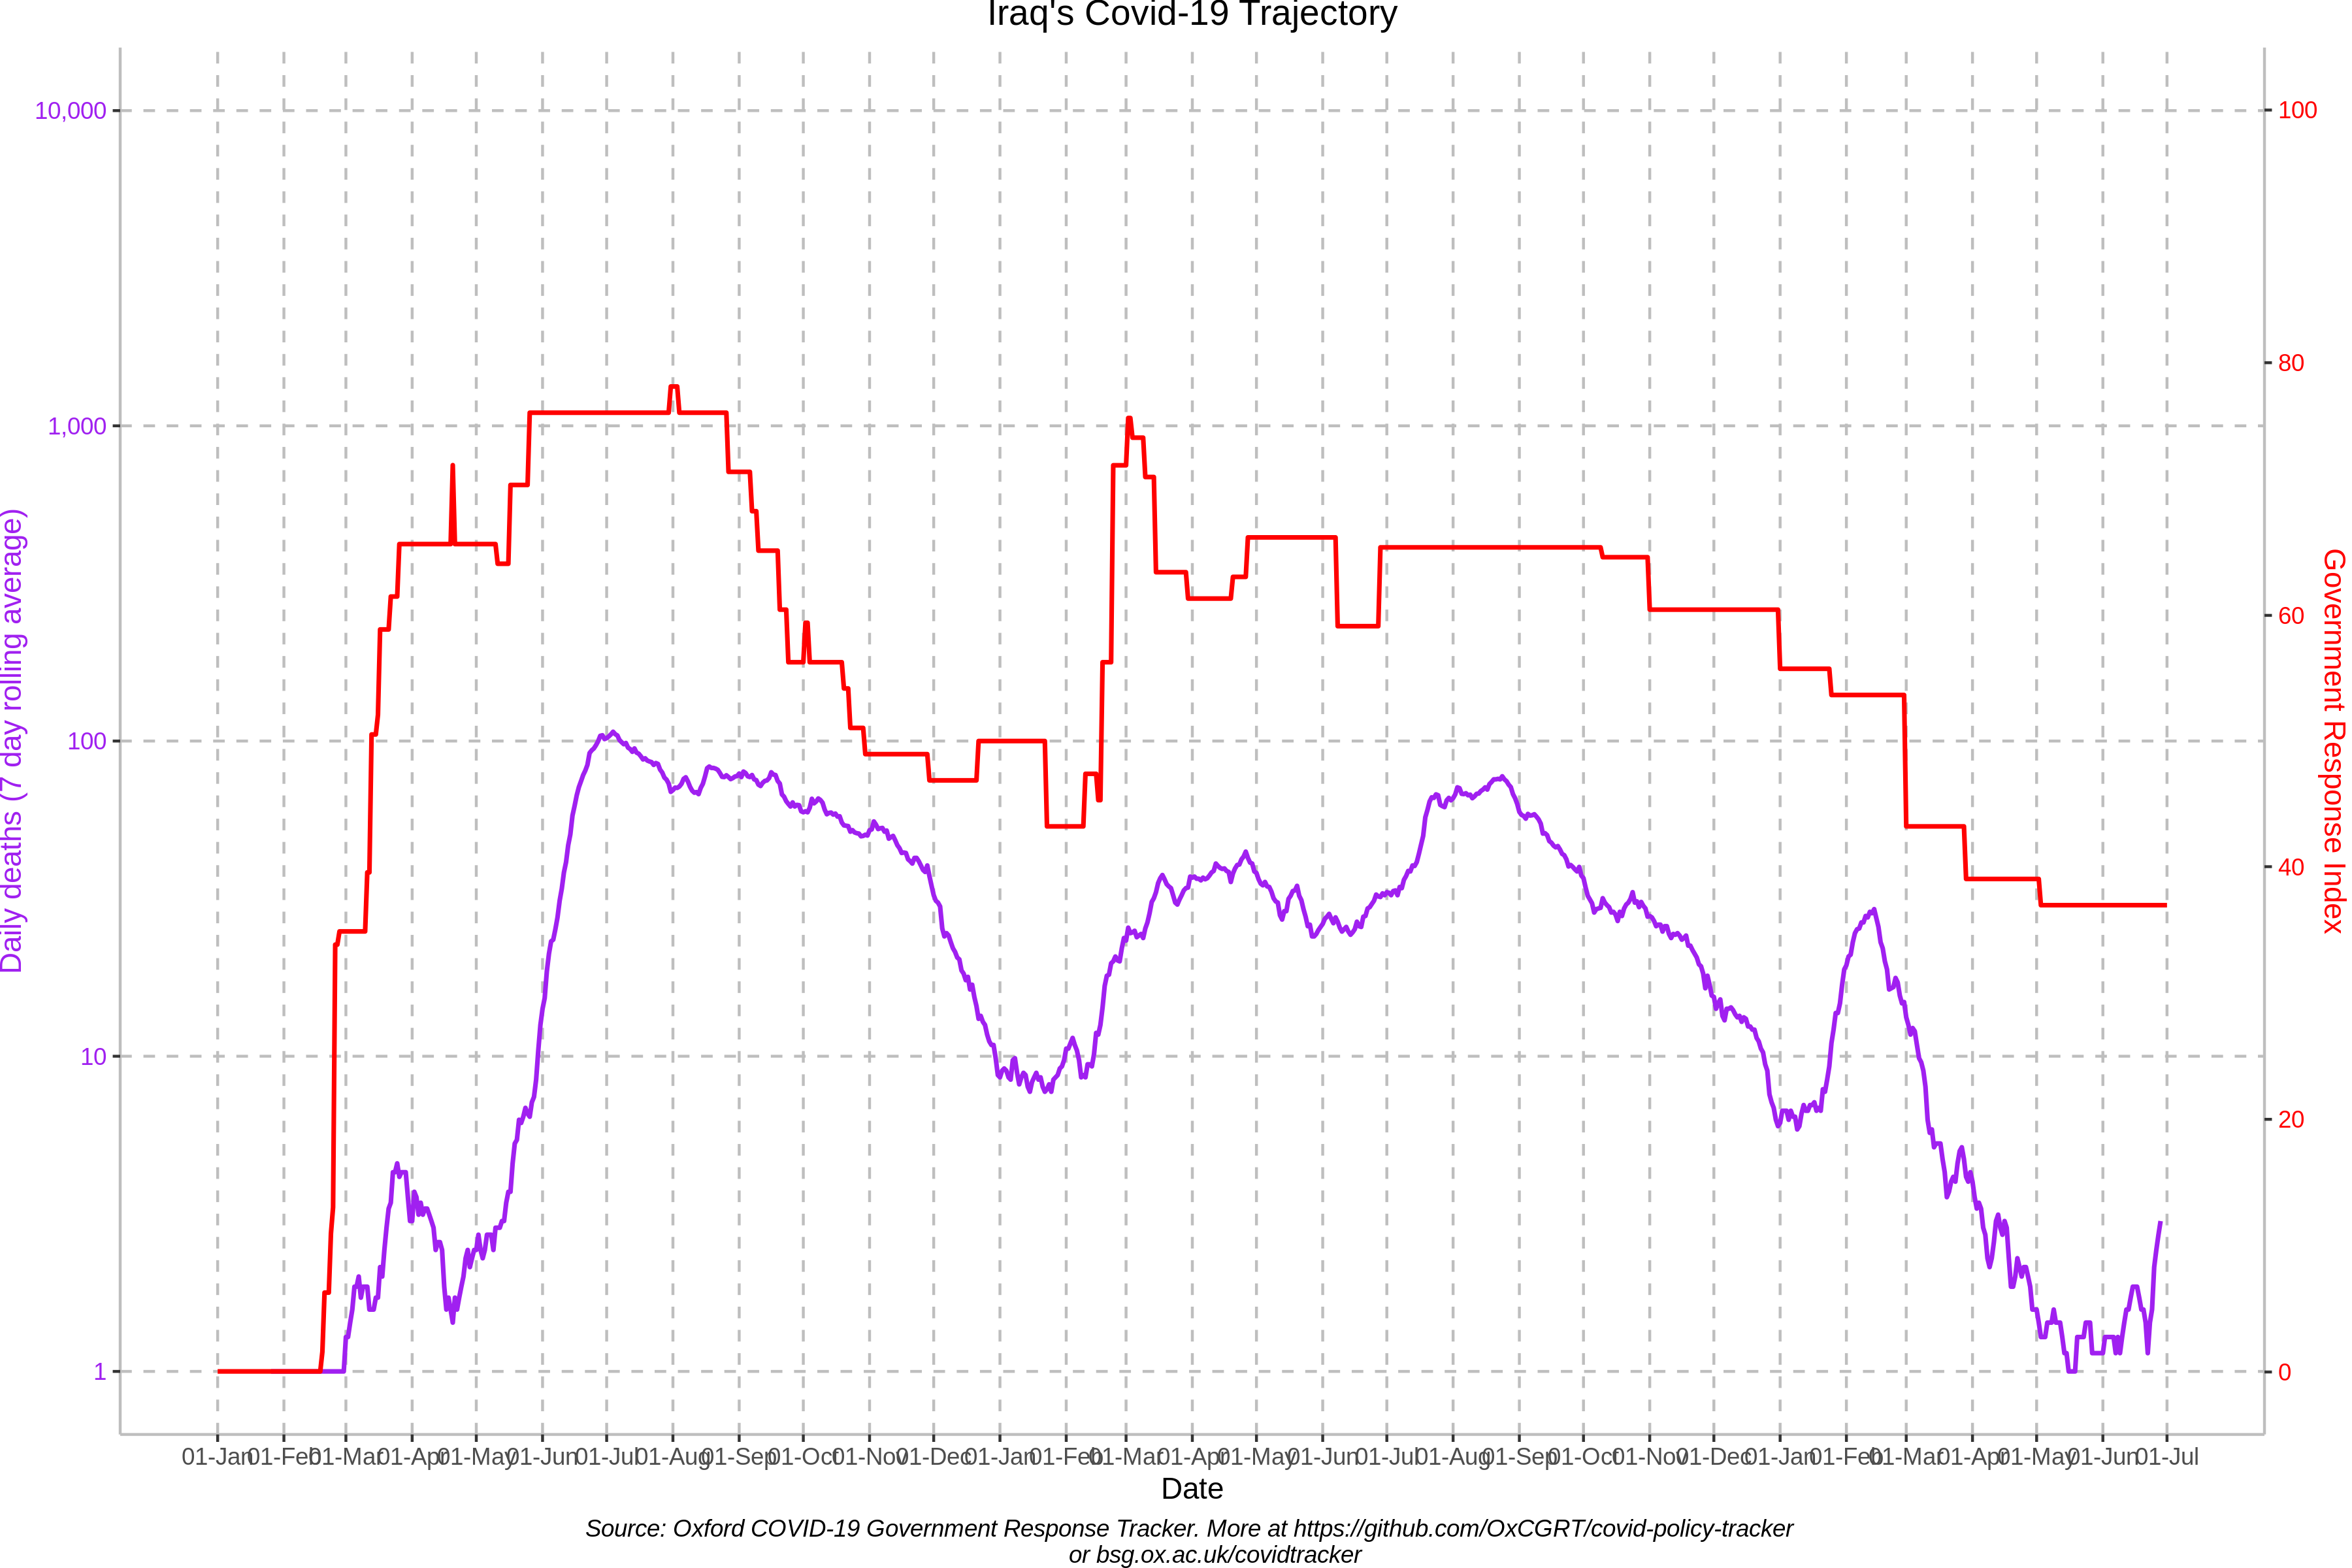 Iraq's Covid-19 Trajectory
10,000
1,000
100
10
1
Daily deaths (7 day rolling average)
100
80
60
40
20
0
Government Response Index
01-Jan 01-Feb 01-Mar 01-Apr 01-May 01-Jun 01-Jul 01-Aug 01-Sep 01-Oct 01-Nov 01-Dec 01-Jan 01-Feb 01-Mar 01-Apr 01-May 01-Jun 01-Jul 01-Aug 01-Sep 01-Oct 01-Nov 01-Dec 01-Jan 01-Feb 01-Mar 01-Apr 01-May 01-Jun 01-Jul
Date
Source: Oxford COVID-19 Government Response Tracker. More at https://github.com/OxCGRT/covid-policy-tracker
or bsg.ox.ac.uk/covidtracker